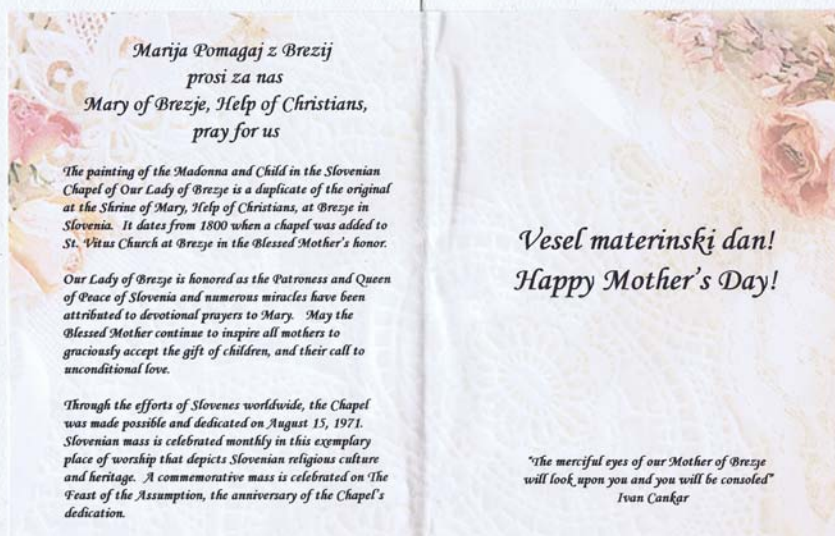 Marija Pomagaj z Brezij
prosi za nas
Mary of Brezje, Help of Christians,
pray for us
The painting of the Madonna and Child in the Slovenian
Chapel of Our Lady of Brezje is a duplicate of the original
at the Shrine of Mary, Help of Christians, at Brezje in
Slovenia. It dates from 1800 when a chapel was added to
St. Vitus Church at Brezje in the Blessed Mother's honor.
Our Lady of Brezje is honored as the Patroness and Queen
of Peace of Slovenia and numerous miracles have been
attributed to devotional prayers to Mary. May the
Blessed Mother continue to inspire all mothers to
graciously accept the gift of children, and their call to
unconditional love.
Through the efforts of Slovenes worldwide, the Chapel
was made possible and dedicated on August 15, 1971.
Slovenian mass is celebrated monthly in this exemplary
place of worship that depicts Slovenian religious culture
and heritage. A commemorative mass is celebrated on The
Feast of the Assumption, the anniversary of the Chapel's
dedication.
Vesel materinski dan!
Happy Mother's Day!
"The merciful eyes of our Mother of Brezje
will look upon you and you will be consoled"
Ivan Cankar